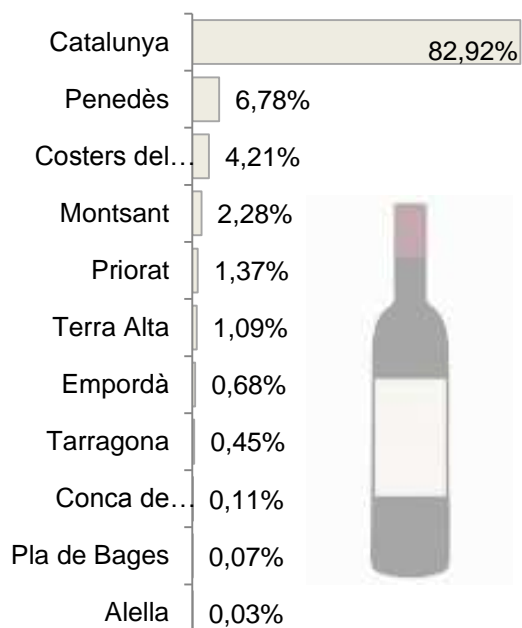 Catalunya 82,92%
Penedès 6,78%
Costers del… 4,21%
Montsant 2,28%
Priorat 1,37%
Terra Alta 1,09%
Empordà 0,68%
Tarragona 0,45%
Conca de… 0,11%
Pla de Bages 0,07%
Alella 0,03%